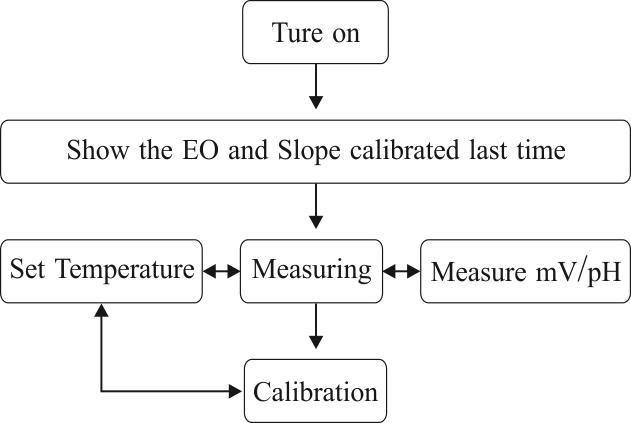 Ture on
Show the EO and Slope calibrated last time
Set Temperature
Measuring
Measure mV/pH
Calibration